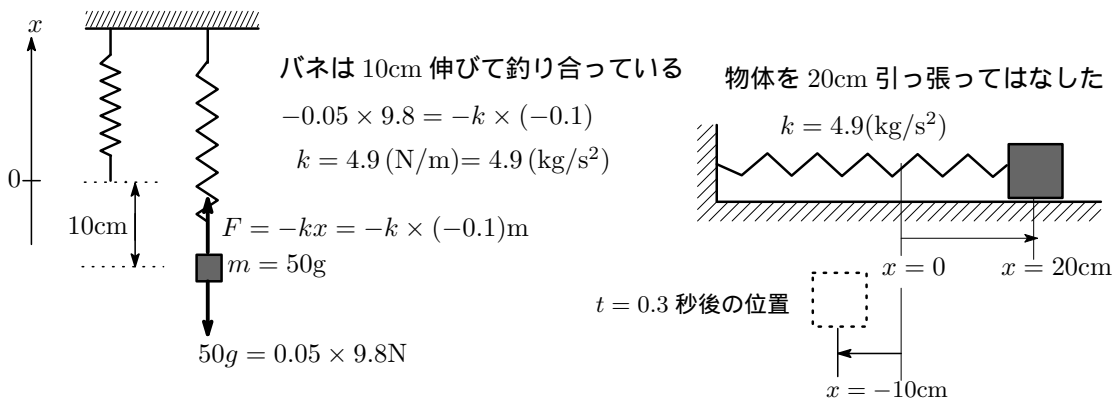 x
バネは 10cm 伸びて釣り合っている
−0.05 × 9.8 = −k × (−0.1)
k = 4.9 (N/m)= 4.9 (kg/s²)
0
10cm
F = −kx = −k × (−0.1)m
m = 50g
50g = 0.05 × 9.8N
物体を 20cm 引っ張ってはなした
k = 4.9(kg/s²)
x = 0
x = 20cm
t = 0.3 秒後の位置
x = −10cm